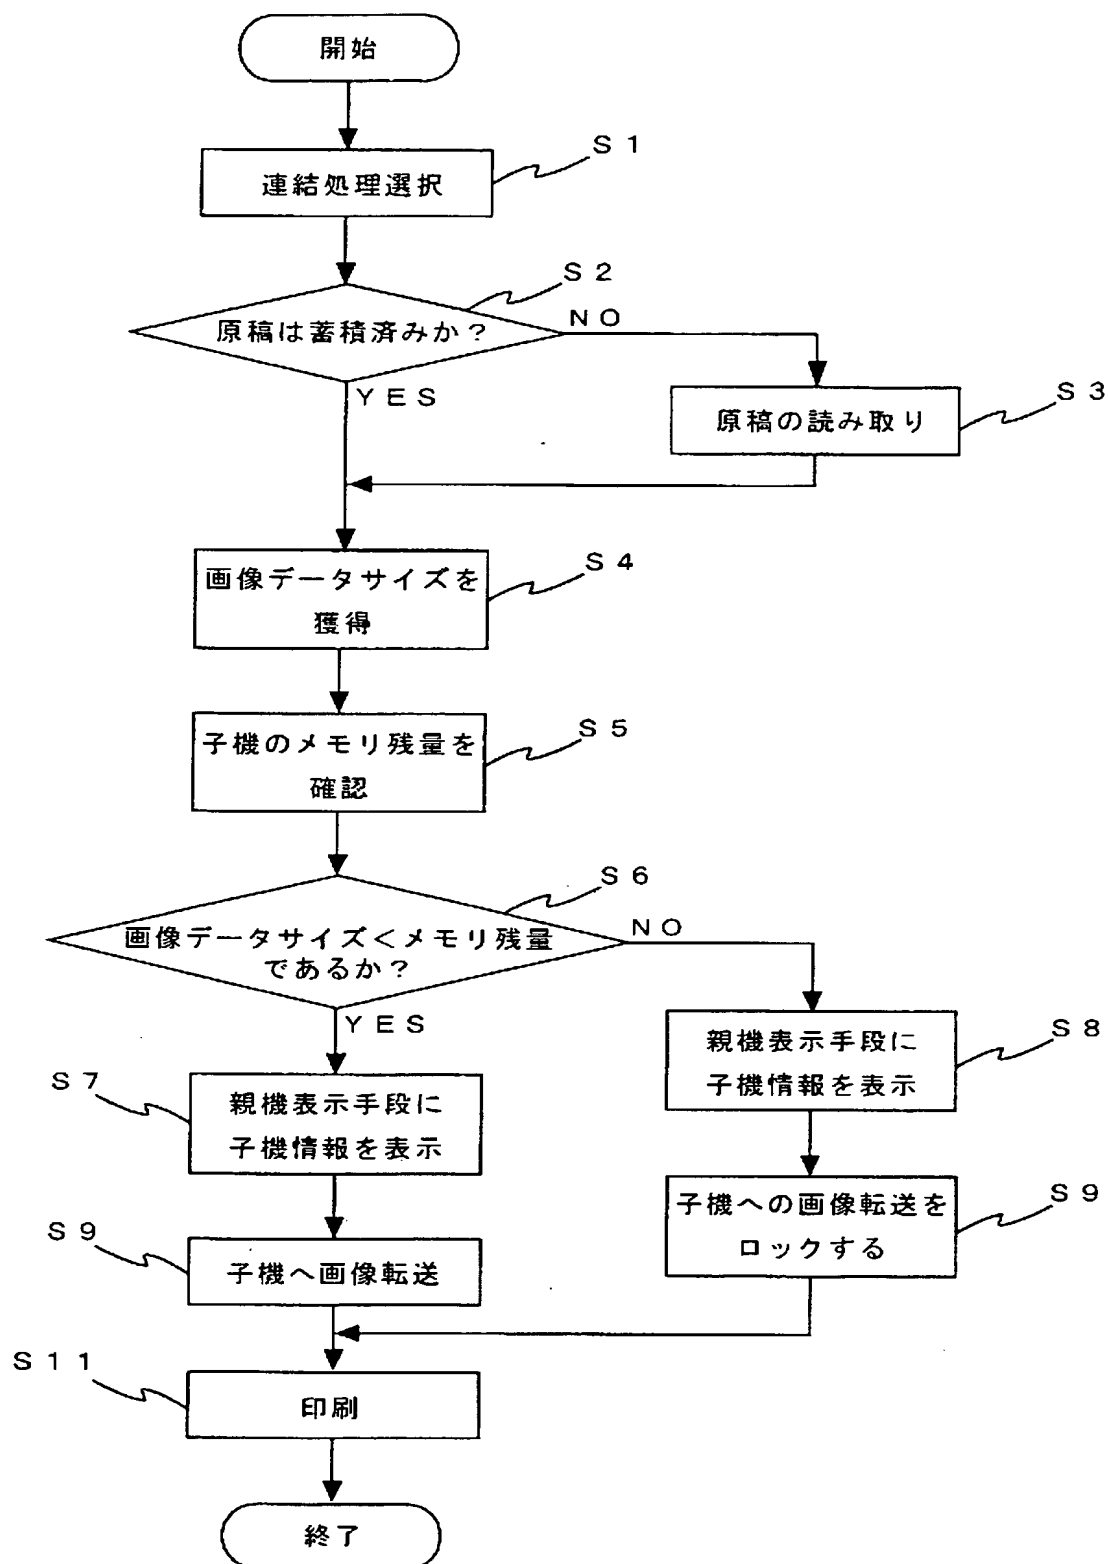 開始
S1
連結処理選択
S2
原稿は蓄積済みか？
NO
YES
S3
原稿の読み取り
S4
画像データサイズを
獲得
S5
子機のメモリ残量を
確認
S6
画像データサイズ＜メモリ残量
であるか？
NO
YES
S7
親機表示手段に
子機情報を表示
S8
親機表示手段に
子機情報を表示
S9
子機へ画像転送
S9
子機への画像転送を
ロックする
S11
印刷
終了